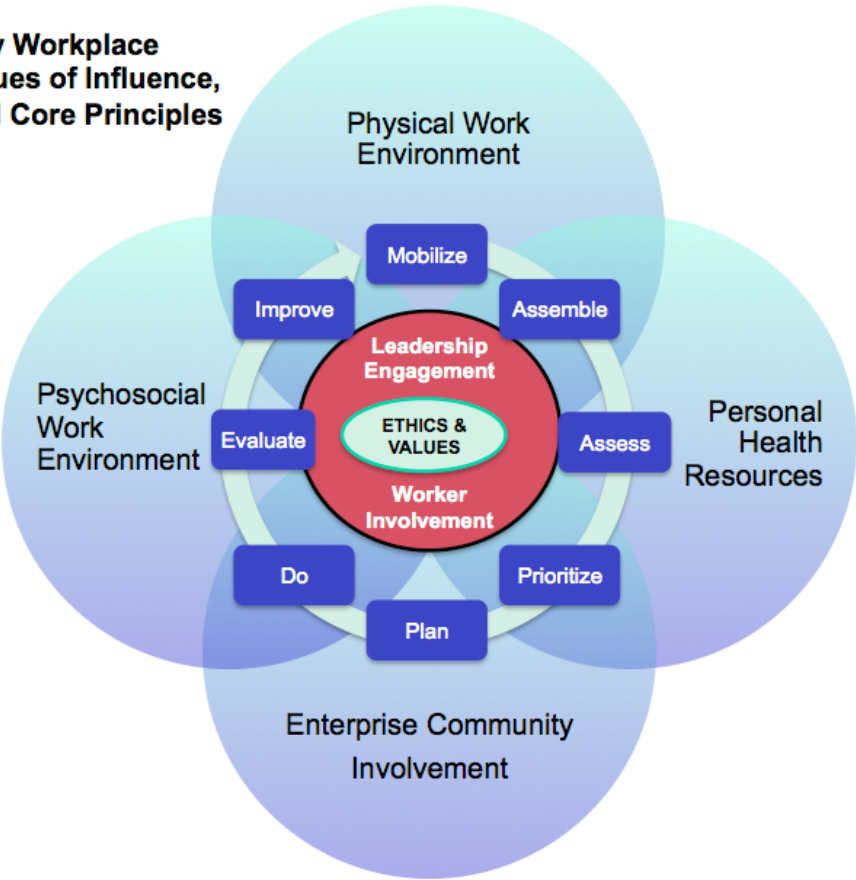 Workplace
of Influence,
Core Principles
Physical Work
Environment
Mobilize
Improve
Assemble
Leadership
Engagement
Psychosocial
Work
Environment
Evaluate
ETHICS &
VALUES
Assess
Personal
Health
Resources
Worker
Involvement
Do
Prioritize
Plan
Enterprise Community
Involvement